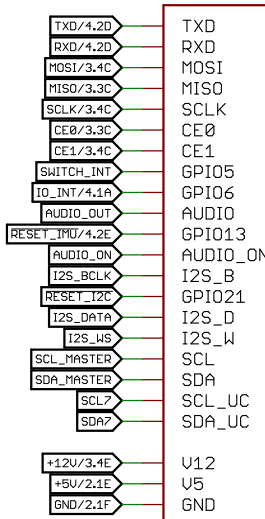 TXD/4.2D TXD
RXD/4.2D RXD
MOSI/3.4C MOSI
MISO/3.3C MISO
SCLK/3.4C SCLK
CE0/3.3C CE0
CE1/3.4C CE1
SWITCH_INT GPIO5
IO_INT/4.1A GPIO6
AUDIO_OUT AUDIO
RESET_IMU/4.2E GPIO13
AUDIO_ON AUDIO_ON
I2S_BCLK I2S_B
RESET_I2C GPIO21
I2S_DATA I2S_D
I2S_WS I2S_W
SCL_MASTER SCL
SDA_MASTER SDA
SCL7 SCL_UC
SDA7 SDA_UC
+12V/3.4E V12
+5V/2.1E V5
GND/2.1F GND